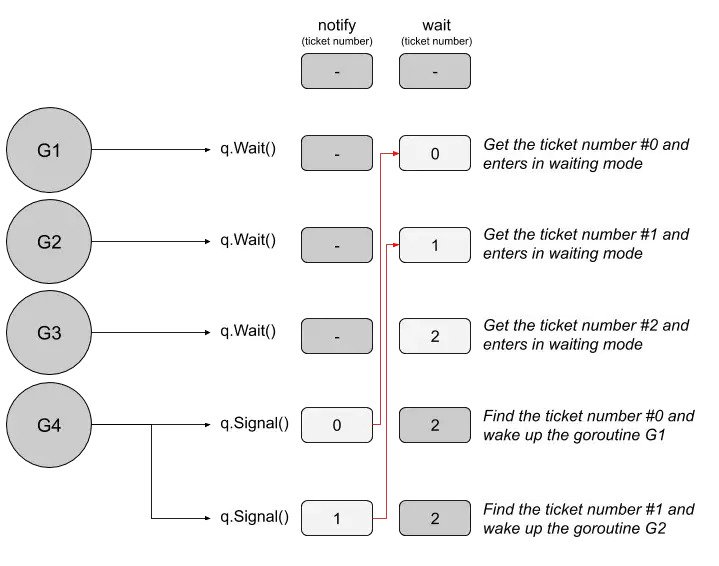 notify wait
(ticket number) (ticket number)
- -
G1 q.Wait() - 0 Get the ticket number #0 and
enters in waiting mode
G2 q.Wait() - 1 Get the ticket number #1 and
enters in waiting mode
G3 q.Wait() - 2 Get the ticket number #2 and
enters in waiting mode
G4 q.Signal() 0 2 Find the ticket number #0 and
wake up the goroutine G1
q.Signal() 1 2 Find the ticket number #1 and
wake up the goroutine G2